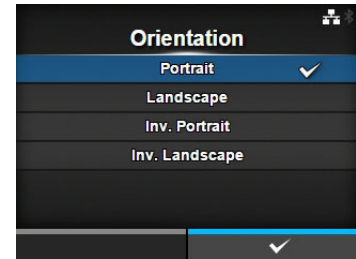 Orientation
Portrait
Landscape
Inv. Portrait
Inv. Landscape